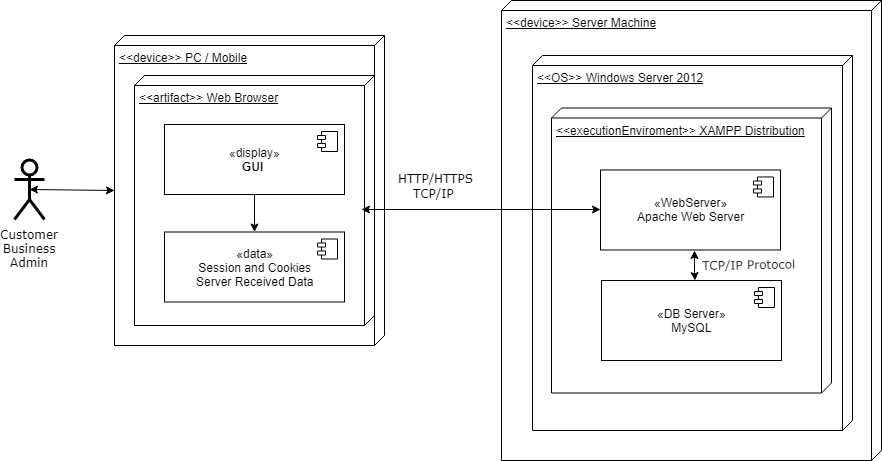 <<device>> PC / Mobile
<<artifact>> Web Browser
«display»
GUI
«data»
Session and Cookies
Server Received Data
Customer
Business
Admin
HTTP/HTTPS
TCP/IP
<<device>> Server Machine
<<OS>> Windows Server 2012
<<executionEnviroment>> XAMPP Distribution
«WebServer»
Apache Web Server
TCP/IP Protocol
«DB Server»
MySQL